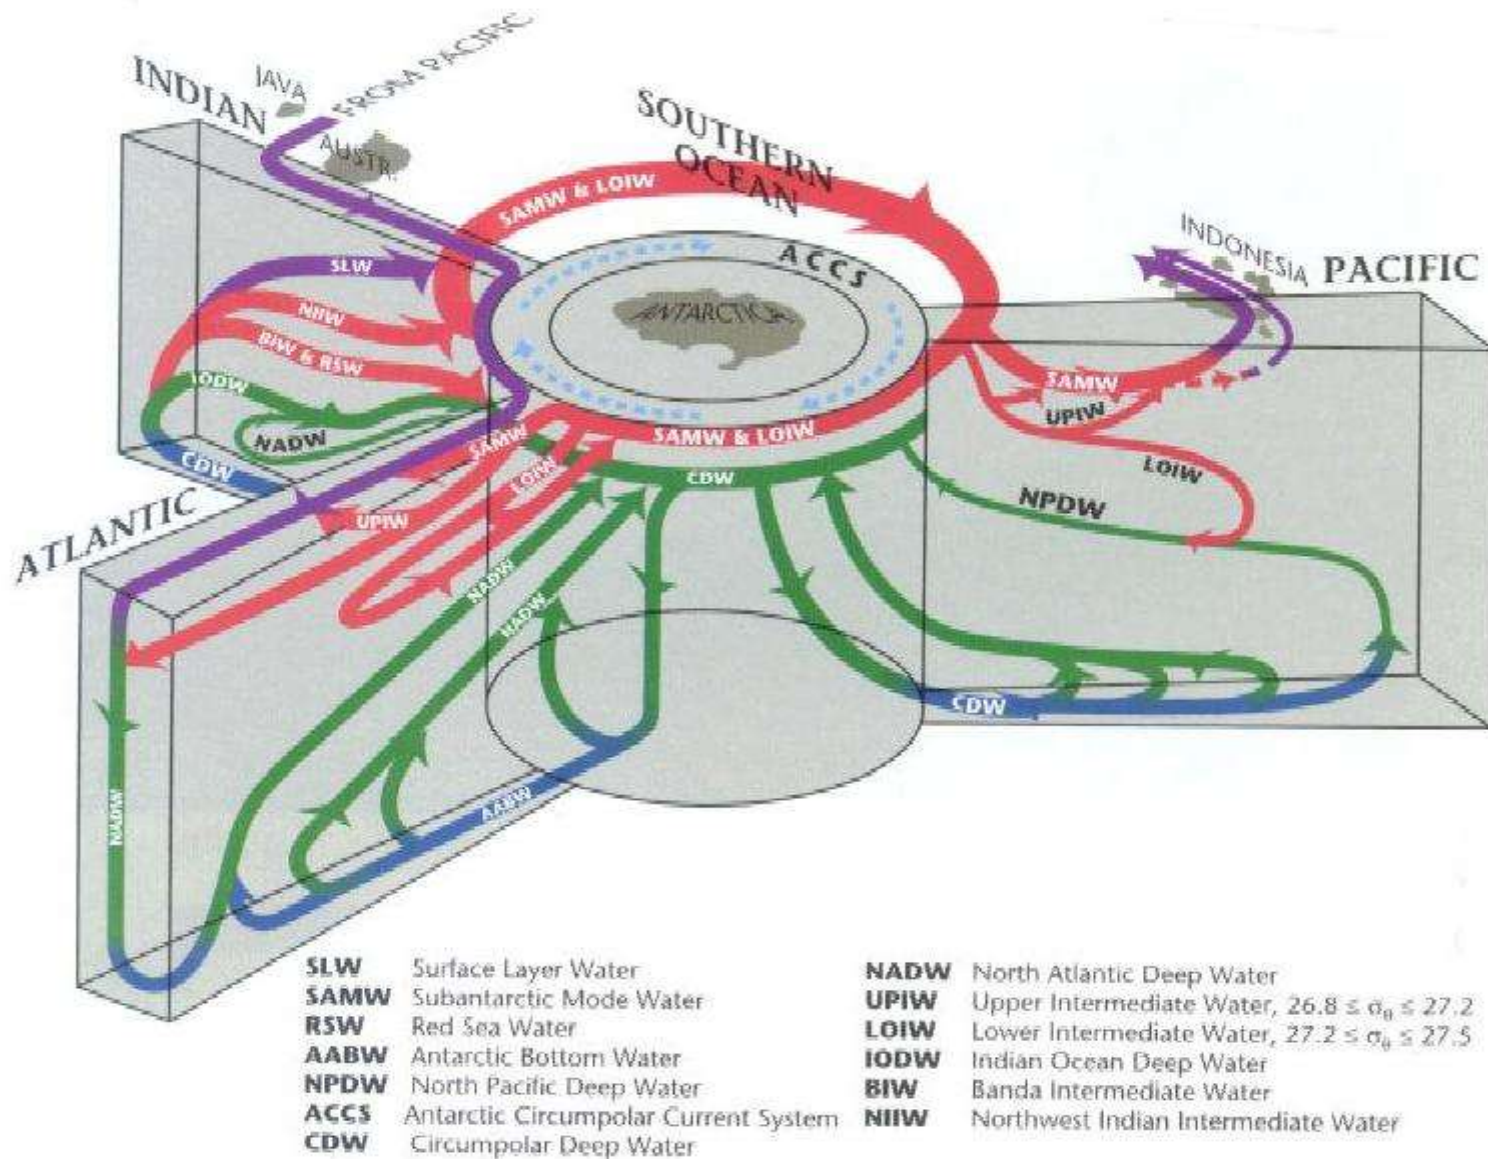 INDIAN
JAVA
FROM PACIFIC
AUSTR.
SOUTHERN
OCEAN
SAMW & LOIW
ACCS
ANTARCTICA
INDONESIA
PACIFIC
SLW
NIIW
BIW & RSW
IODW
NADW
CDW
SAMW
LOIW
UPIW
SAMW & LOIW
CDW
SAMW
UPIW
LOIW
NPDW
ATLANTIC
NADW
NADW
CDW
AABW
NADW
SLW Surface Layer Water
SAMW Subantarctic Mode Water
RSW Red Sea Water
AABW Antarctic Bottom Water
NPDW North Pacific Deep Water
ACCS Antarctic Circumpolar Current System
CDW Circumpolar Deep Water
NADW North Atlantic Deep Water
UPIW Upper Intermediate Water, 26.8 ≤ σθ ≤ 27.2
LOIW Lower Intermediate Water, 27.2 ≤ σθ ≤ 27.5
IODW Indian Ocean Deep Water
BIW Banda Intermediate Water
NIIW Northwest Indian Intermediate Water